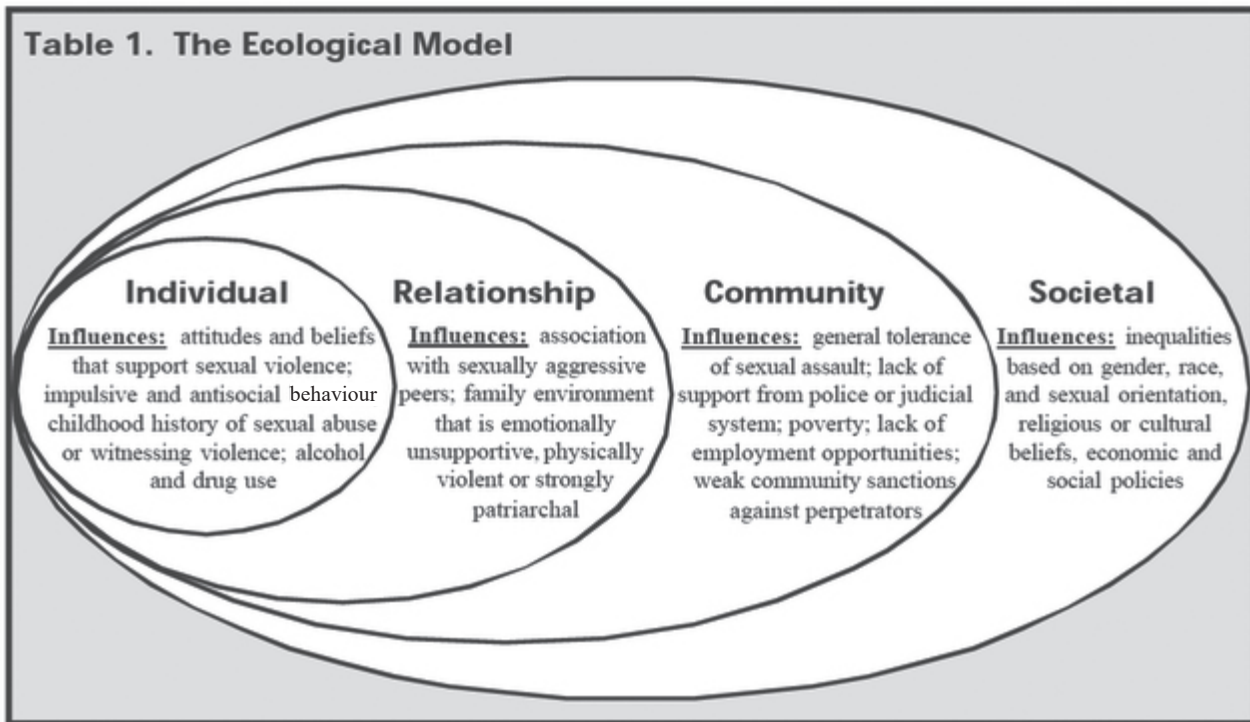 Table 1. The Ecological Model
Individual
Influences: attitudes and beliefs
that support sexual violence;
impulsive and antisocial behaviour
childhood history of sexual abuse
or witnessing violence; alcohol
and drug use
Relationship
Influences: association
with sexually aggressive
peers; family environment
that is emotionally
unsupportive, physically
violent or strongly
patriarchal
Community
Influences: general tolerance
of sexual assault; lack of
support from police or judicial
system; poverty; lack of
employment opportunities;
weak community sanctions
against perpetrators
Societal
Influences: inequalities
based on gender, race,
and sexual orientation,
religious or cultural
beliefs, economic and
social policies